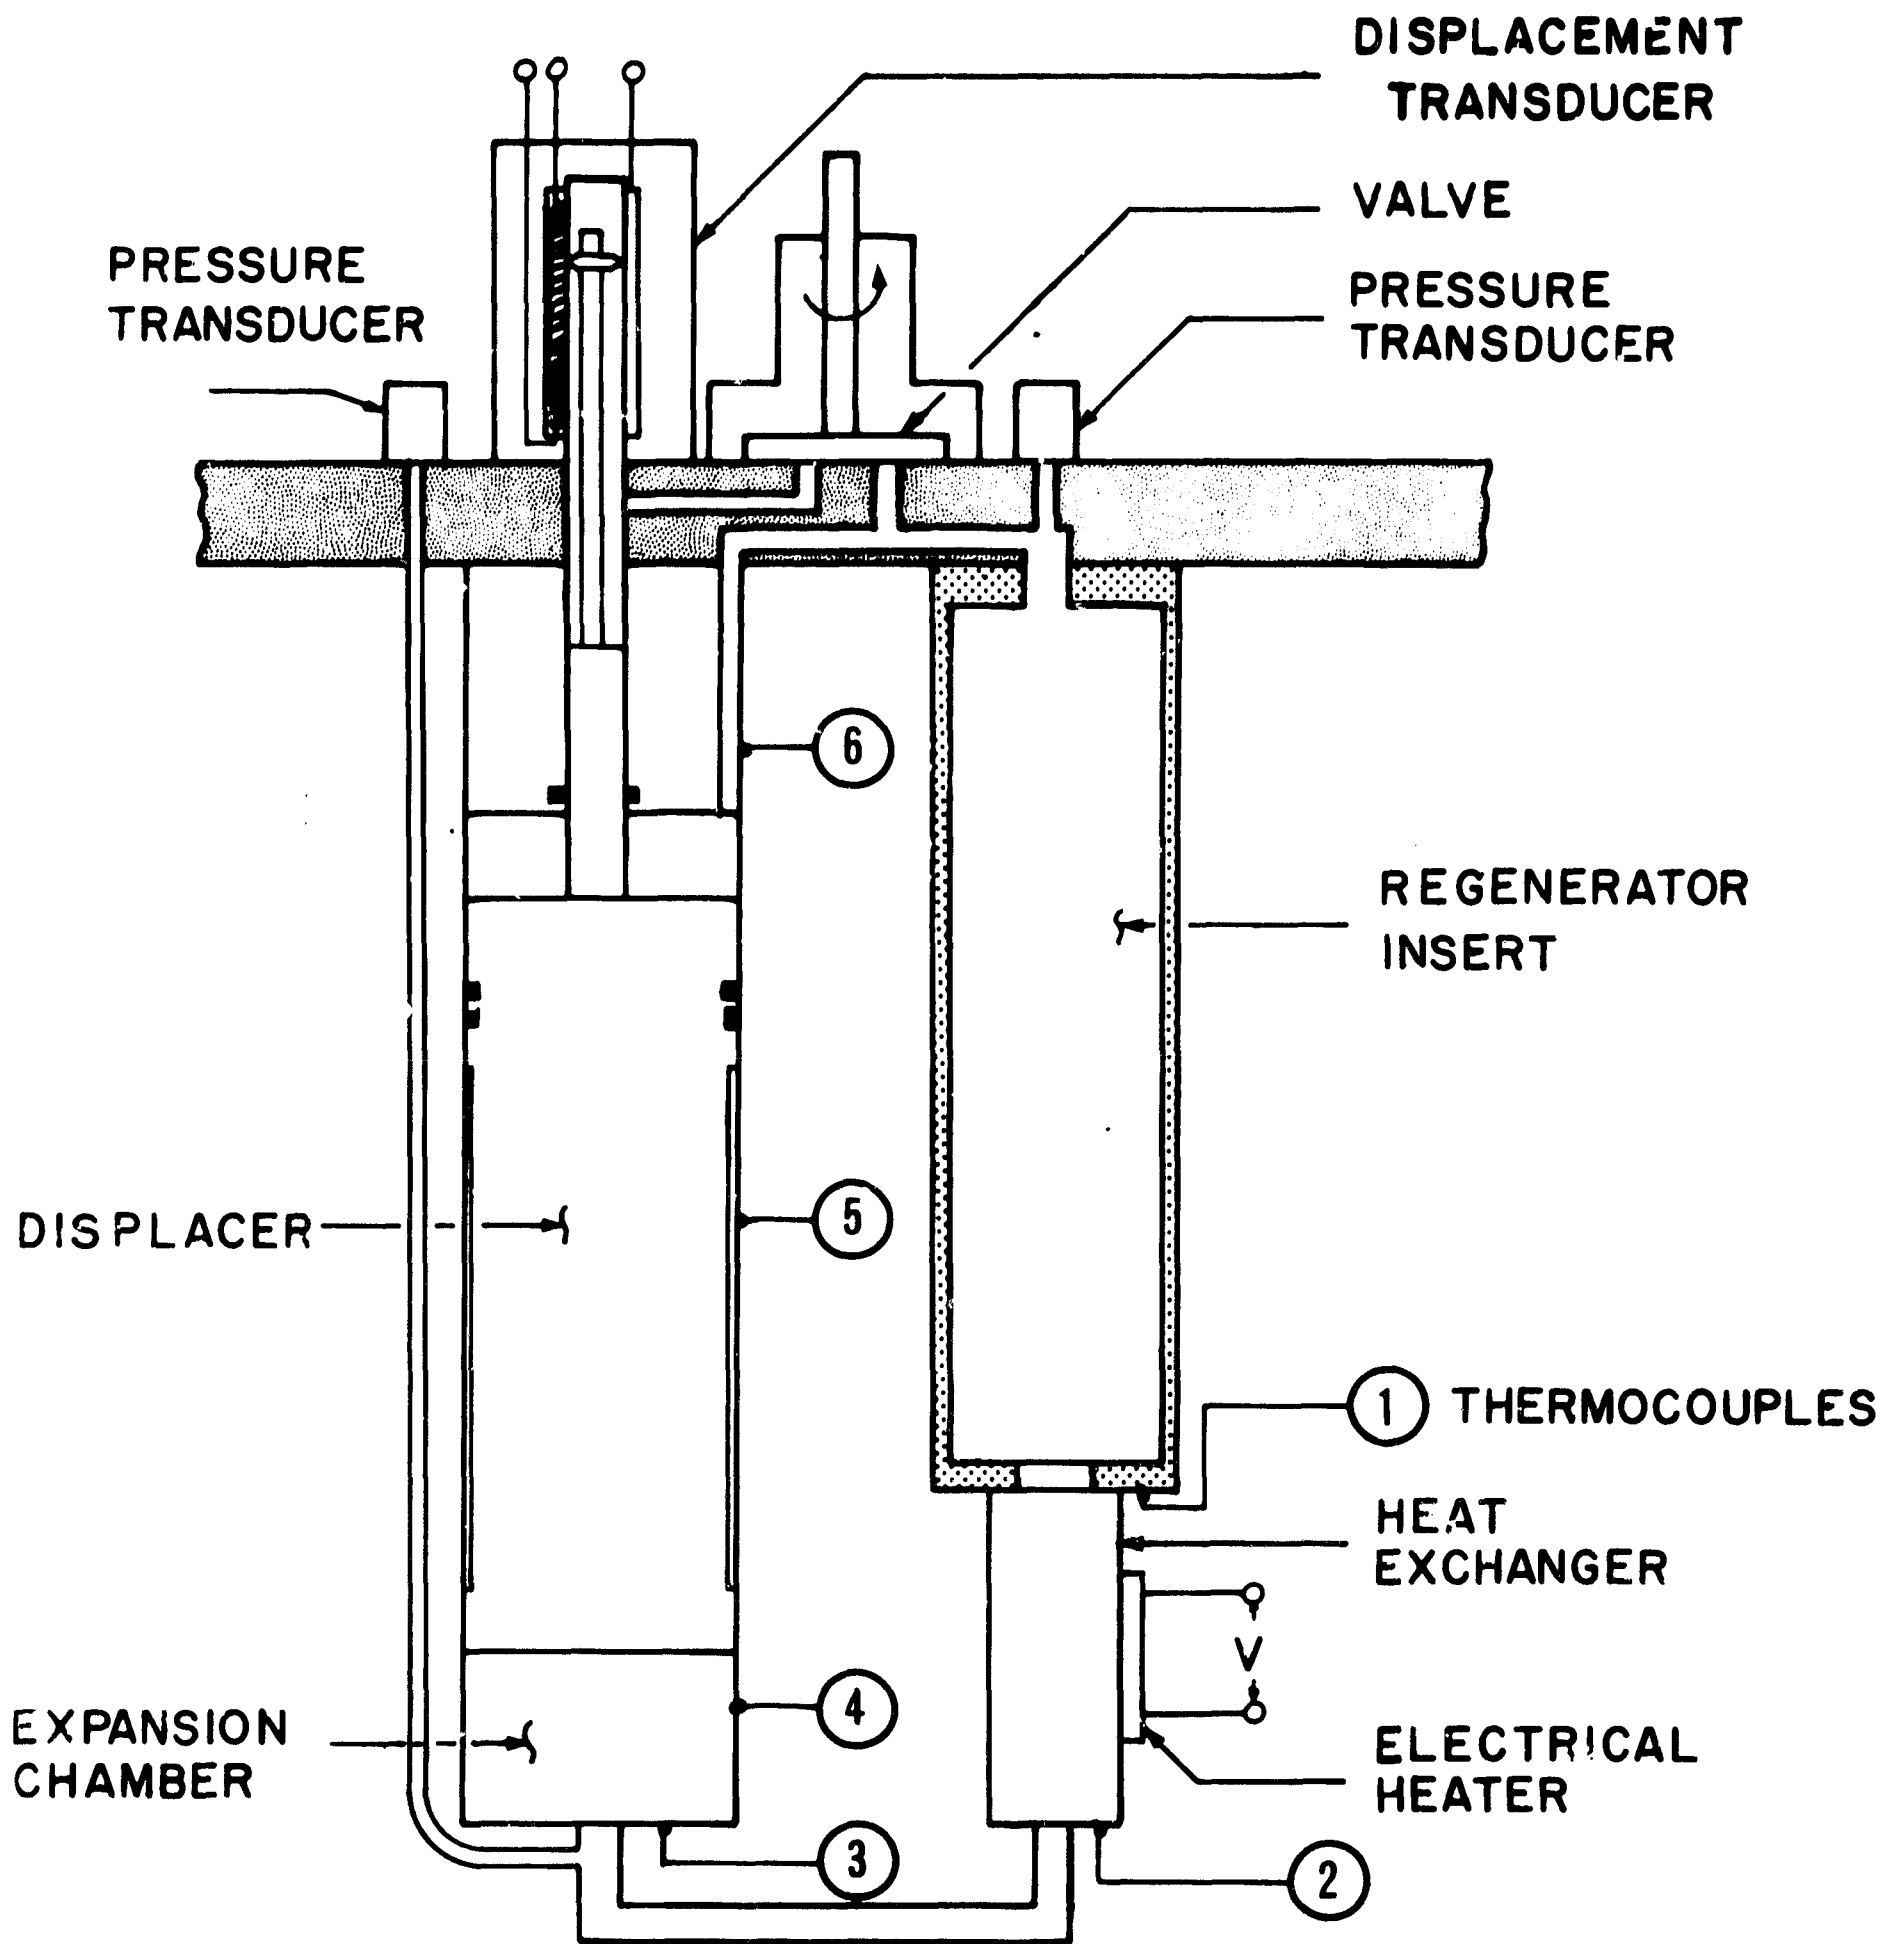 DISPLACEMENT
TRANSDUCER
VALVE
PRESSURE
TRANSDUCER
PRESSURE
TRANSDUCER
6
REGENERATOR
INSERT
DISPLACER
5
1 THERMOCOUPLES
HEAT
EXCHANGER
V
EXPANSION
CHAMBER
4
ELECTRICAL
HEATER
3
2